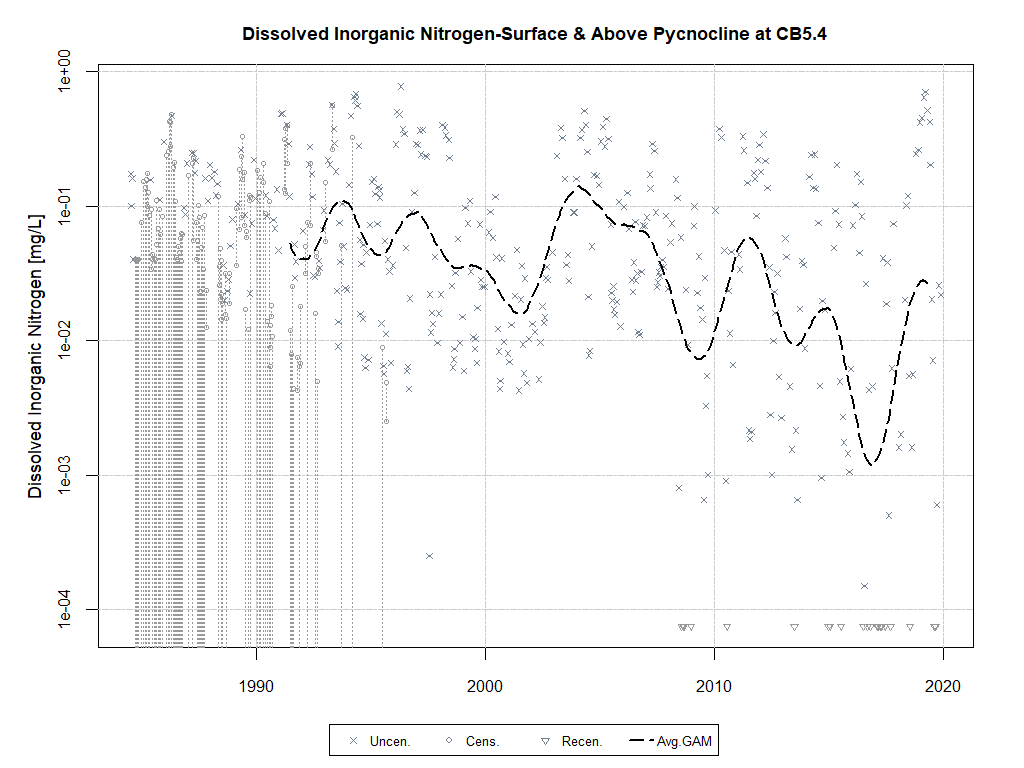 Dissolved Inorganic Nitrogen-Surface & Above Pycnocline at CB5.4
Dissolved Inorganic Nitrogen [mg/L]
1e+00
1e-01
1e-02
1e-03
1e-04
1990 2000 2010 2020
Uncen. Cens. Recen. Avg.GAM